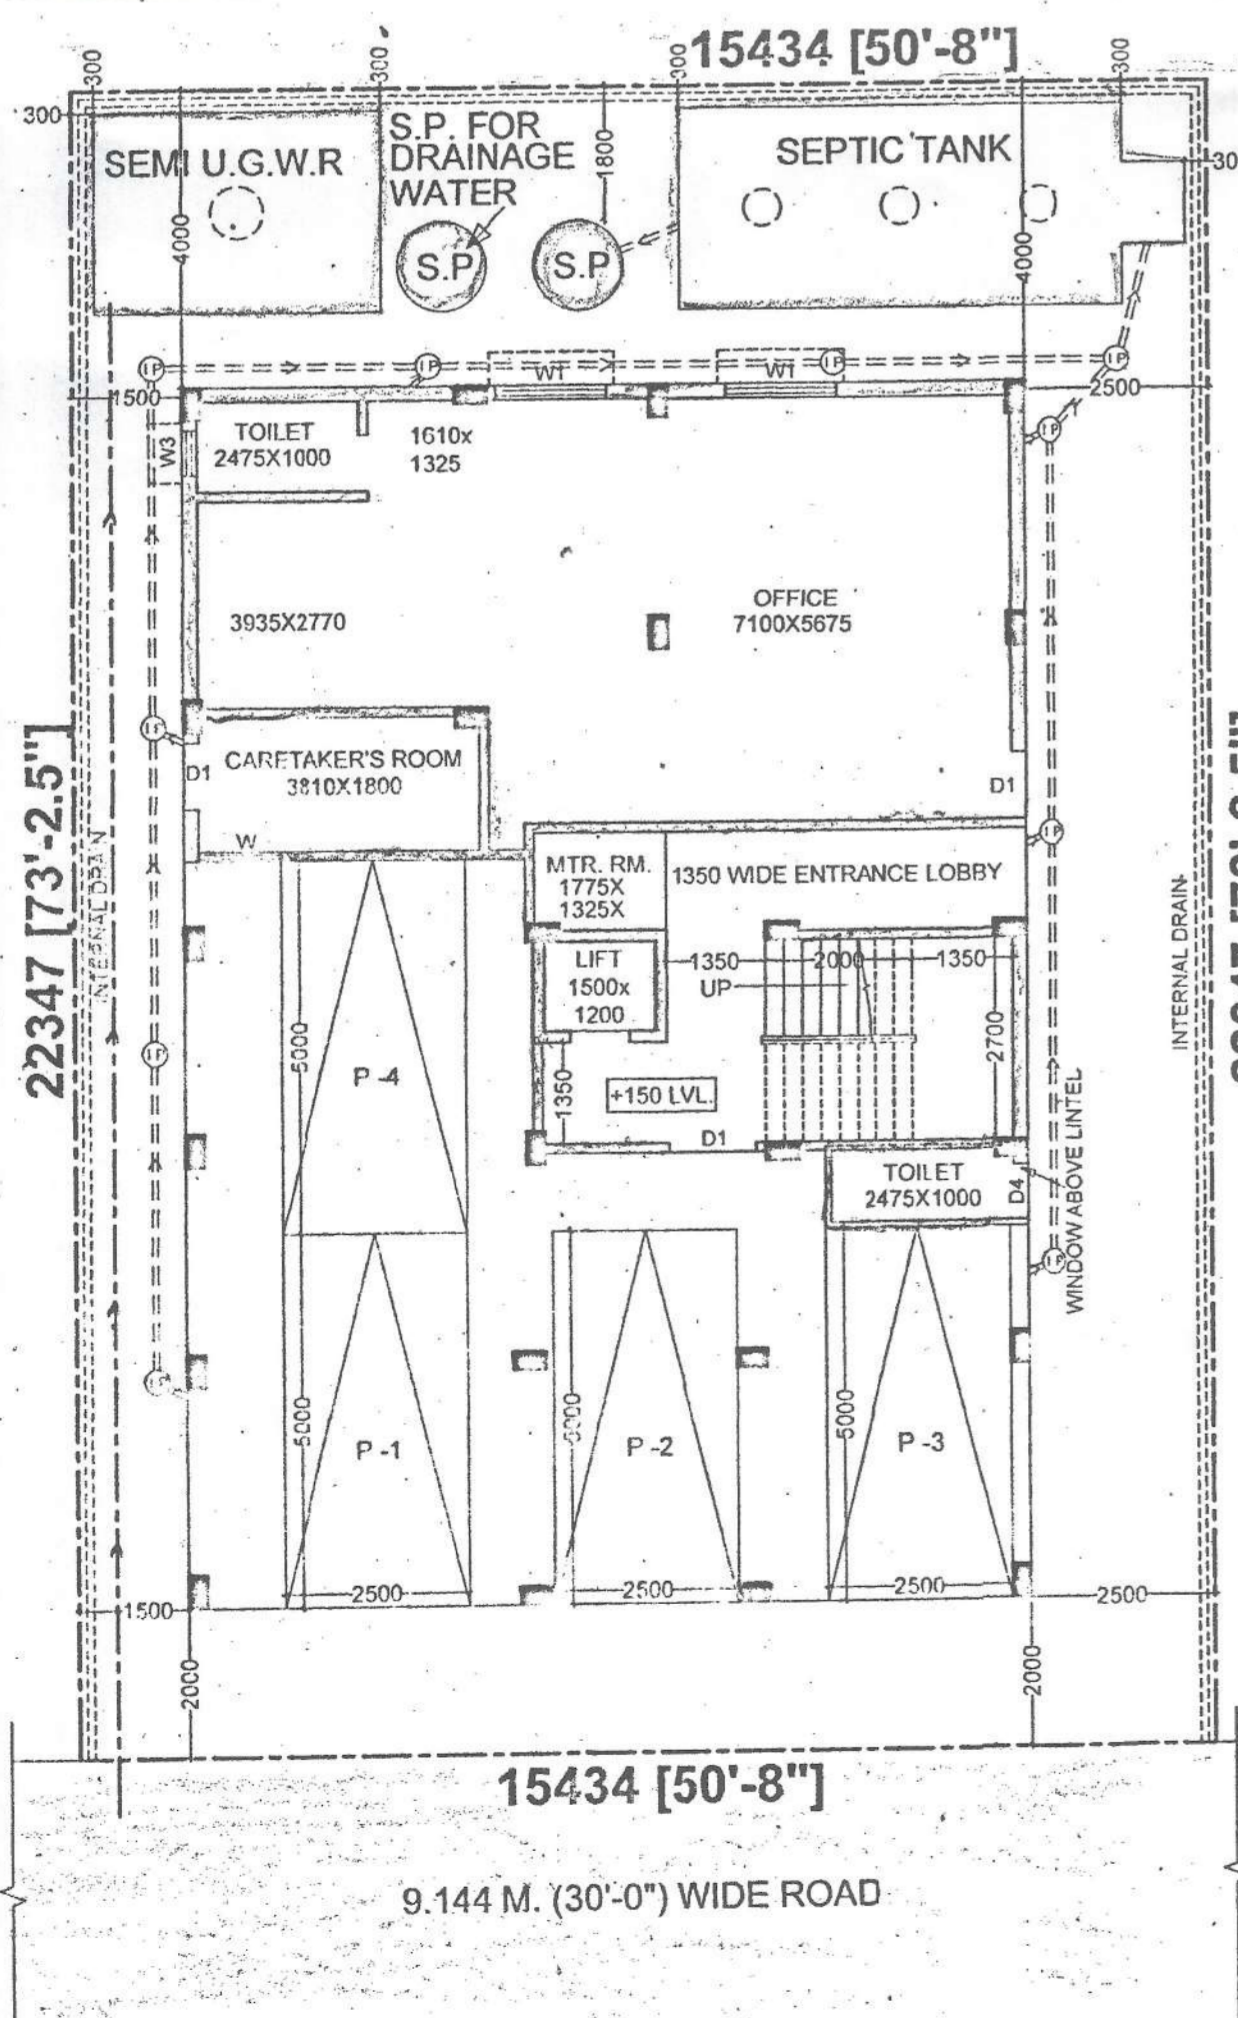 15434 [50'-8"]
300
300
300
300
300
S.P. FOR
DRAINAGE
WATER
1800
SEMI U.G.W.R
SEPTIC TANK
4000
4000
S.P
S.P
I P
I P
I P
I P
W1
W1
1500
2500
I P
W3
TOILET
2475X1000
1610x
1325
3935X2770
OFFICE
7100X5675
22347 [73'-2.5"]
INTERNAL DRAIN
D1
CARETAKER'S ROOM
3810X1800
W
D1
I P
MTR. RM.
1775X
1325X
1350 WIDE ENTRANCE LOBBY
INTERNAL DRAIN
LIFT
1500x
1200
1350
2000
1350
UP
2700
5000
P -4
1350
+150 LVL.
D1
TOILET
2475X1000
D4
WINDOW ABOVE LINTEL
I P
5000
P -1
5000
P -2
5000
P -3
2500
2500
2500
1500
2500
2000
2000
15434 [50'-8"]
9.144 M. (30'-0") WIDE ROAD